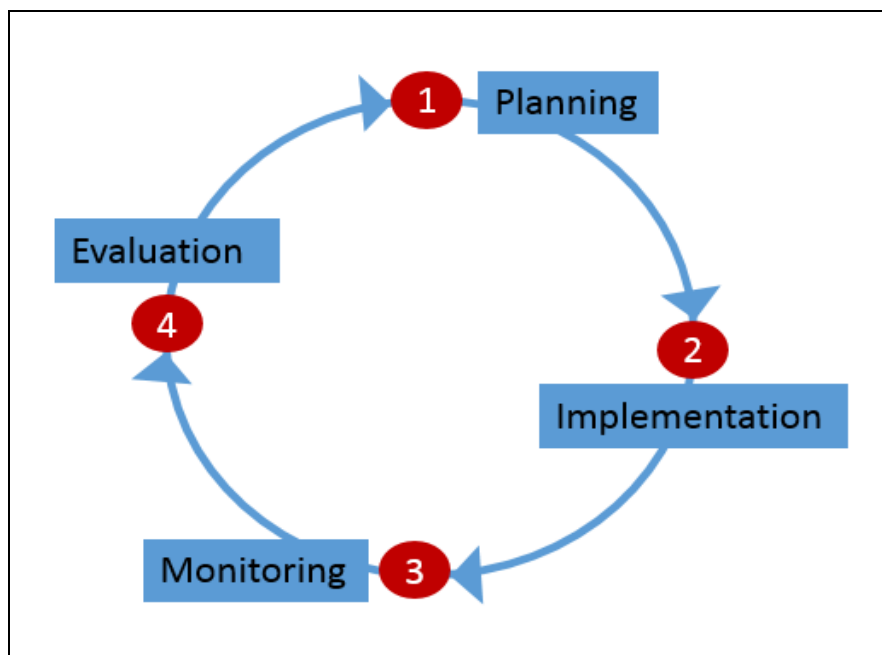 1
Planning
2
Implementation
3
Monitoring
4
Evaluation